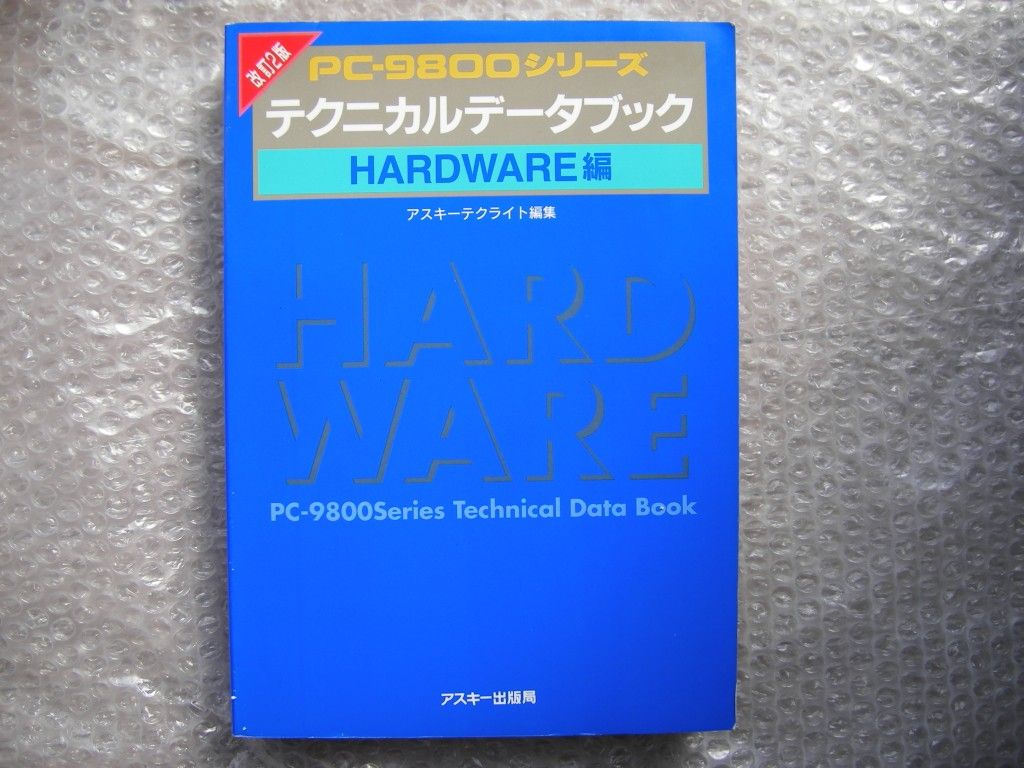 改訂2版
PC-9800シリーズ
テクニカルデータブック
HARDWARE編
アスキーテクライト編集
HARD
WARE
PC-9800Series Technical Data Book
アスキー出版局